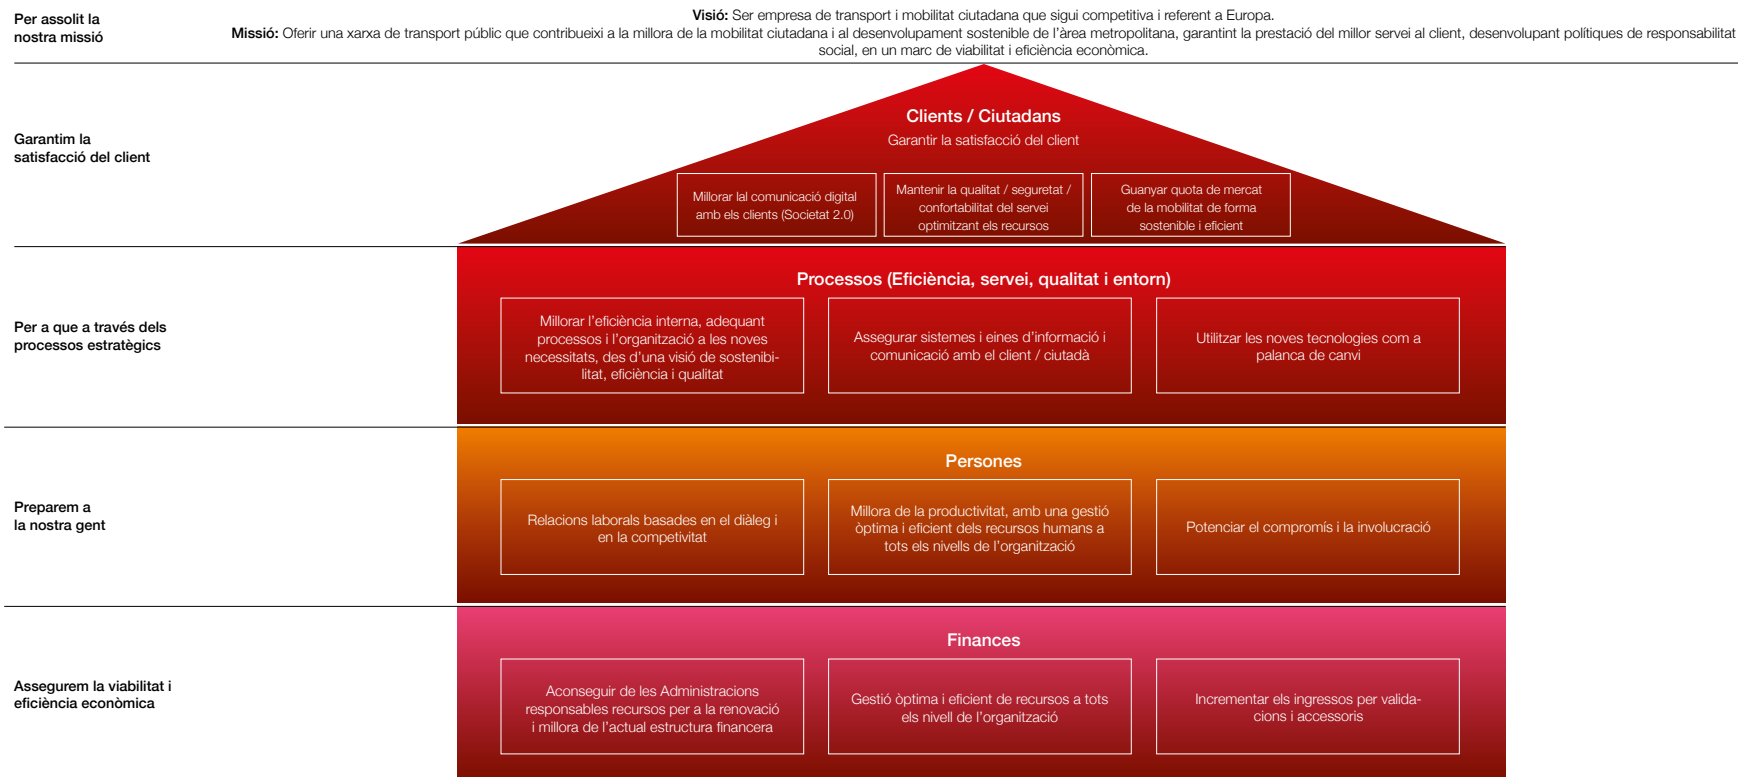 Per assolit la
nostra missió
Visió: Ser empresa de transport i mobilitat ciutadana que sigui competitiva i referent a Europa.
Missió: Oferir una xarxa de transport públic que contribueixi a la millora de la mobilitat ciutadana i al desenvolupament sostenible de l'àrea metropolitana, garantint la prestació del millor servei al client, desenvolupant polítiques de responsabilitat
social, en un marc de viabilitat i eficiència econòmica.
Garantim la
satisfacció del client
Clients / Ciutadans
Garantir la satisfacció del client
Millorar lal comunicació digital
amb els clients (Societat 2.0)
Mantenir la qualitat / seguretat /
confortabilitat del servei
optimitzant els recursos
Guanyar quota de mercat
de la mobilitat de forma
sostenible i eficient
Per a que a través dels
processos estratègics
Processos (Eficiència, servei, qualitat i entorn)
Millorar l'eficiència interna, adequant
processos i l'organització a les noves
necessitats, des d'una visió de sostenibi-
litat, eficiència i qualitat
Assegurar sistemes i eines d'informació i
comunicació amb el client / ciutadà
Utilitzar les noves tecnologies com a
palanca de canvi
Preparem a
la nostra gent
Persones
Relacions laborals basades en el diàleg i
en la competivitat
Millora de la productivitat, amb una gestió
òptima i eficient dels recursos humans a
tots els nivells de l'organització
Potenciar el compromís i la involucració
Assegurem la viabilitat i
eficiència econòmica
Finances
Aconseguir de les Administracions
responsables recursos per a la renovació
i millora de l'actual estructura financera
Gestió òptima i eficient de recursos a tots
els nivell de l'organització
Incrementar els ingressos per valida-
cions i accessoris